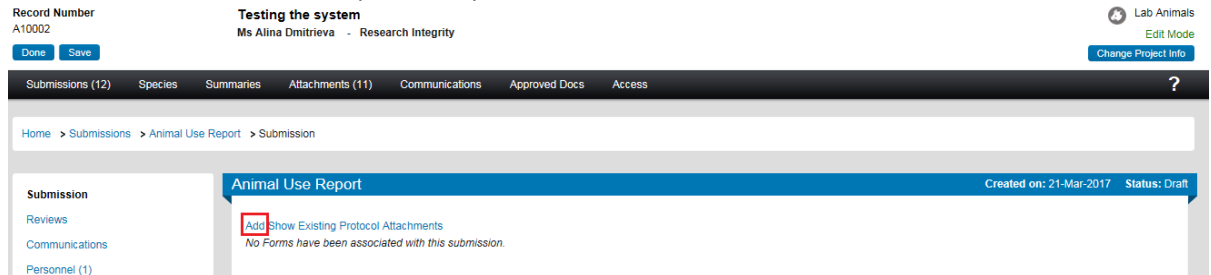 Record Number
A10002
Done Save
Testing the system
Ms Alina Dmitrieva - Research Integrity
Lab Animals
Edit Mode
Change Project Info
Submissions (12) Species Summaries Attachments (11) Communications Approved Docs Access ?
Home > Submissions > Animal Use Report > Submission
Submission
Reviews
Communications
Personnel (1)
Animal Use Report Created on: 21-Mar-2017 Status: Draft
Add Show Existing Protocol Attachments
No Forms have been associated with this submission.